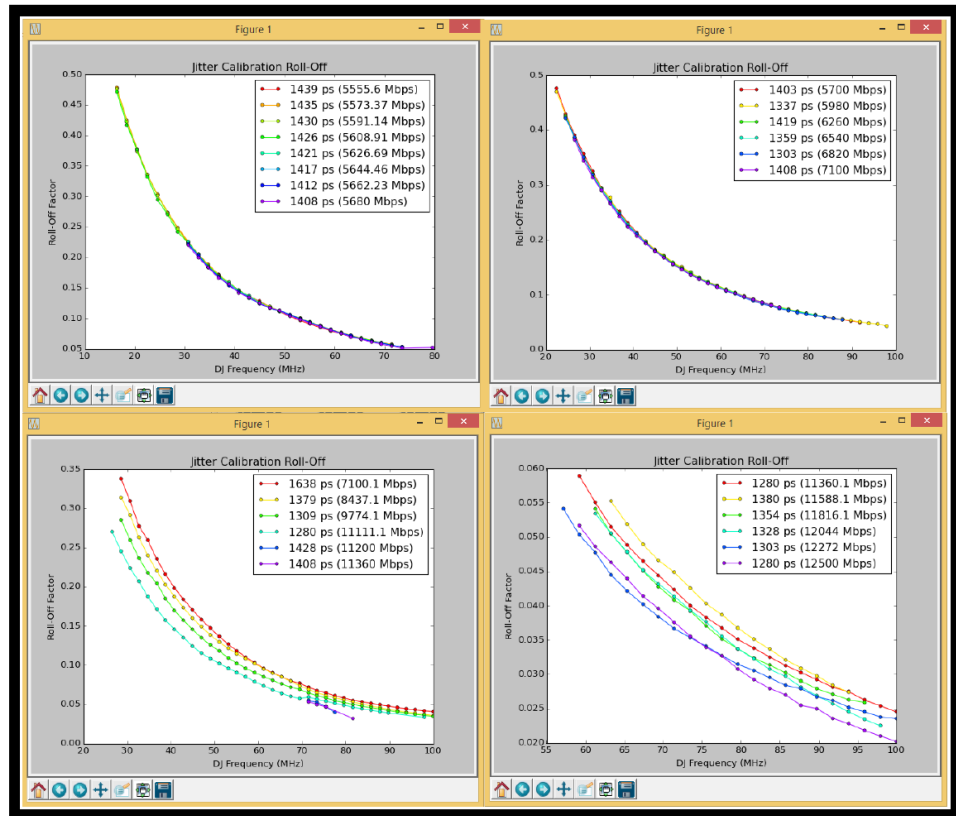 Figure 1
Jitter Calibration Roll-Off
0.50
0.45
0.40
0.35
0.30
0.25
0.20
0.15
0.10
0.05
Roll-Off Factor
1439 ps (5555.6 Mbps)
1435 ps (5573.37 Mbps)
1430 ps (5591.14 Mbps)
1426 ps (5608.91 Mbps)
1421 ps (5626.69 Mbps)
1417 ps (5644.46 Mbps)
1412 ps (5662.23 Mbps)
1408 ps (5680 Mbps)
10 20 30 40 50 60 70 80
DJ Frequency (MHz)
Figure 1
Jitter Calibration Roll-Off
0.5
0.4
0.3
0.2
0.1
0.0
Roll-Off Factor
1403 ps (5700 Mbps)
1337 ps (5980 Mbps)
1419 ps (6260 Mbps)
1359 ps (6540 Mbps)
1303 ps (6820 Mbps)
1408 ps (7100 Mbps)
20 30 40 50 60 70 80 90 100
DJ Frequency (MHz)
Figure 1
Jitter Calibration Roll-Off
0.35
0.30
0.25
0.20
0.15
0.10
0.05
0.00
Roll-Off Factor
1638 ps (7100.1 Mbps)
1379 ps (8437.1 Mbps)
1309 ps (9774.1 Mbps)
1280 ps (11111.1 Mbps)
1428 ps (11200 Mbps)
1408 ps (11360 Mbps)
20 30 40 50 60 70 80 90 100
DJ Frequency (MHz)
Figure 1
Jitter Calibration Roll-Off
0.060
0.055
0.050
0.045
0.040
0.035
0.030
0.025
0.020
Roll-Off Factor
1280 ps (11360.1 Mbps)
1380 ps (11588.1 Mbps)
1354 ps (11816.1 Mbps)
1328 ps (12044 Mbps)
1303 ps (12272 Mbps)
1280 ps (12500 Mbps)
55 60 65 70 75 80 85 90 95 100
DJ Frequency (MHz)